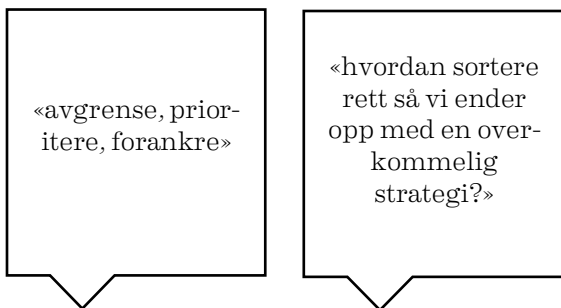 «avgrense, prior-
itere, forankre»
«hvordan sortere
rett så vi ender
opp med en over-
kommelig
strategi?»